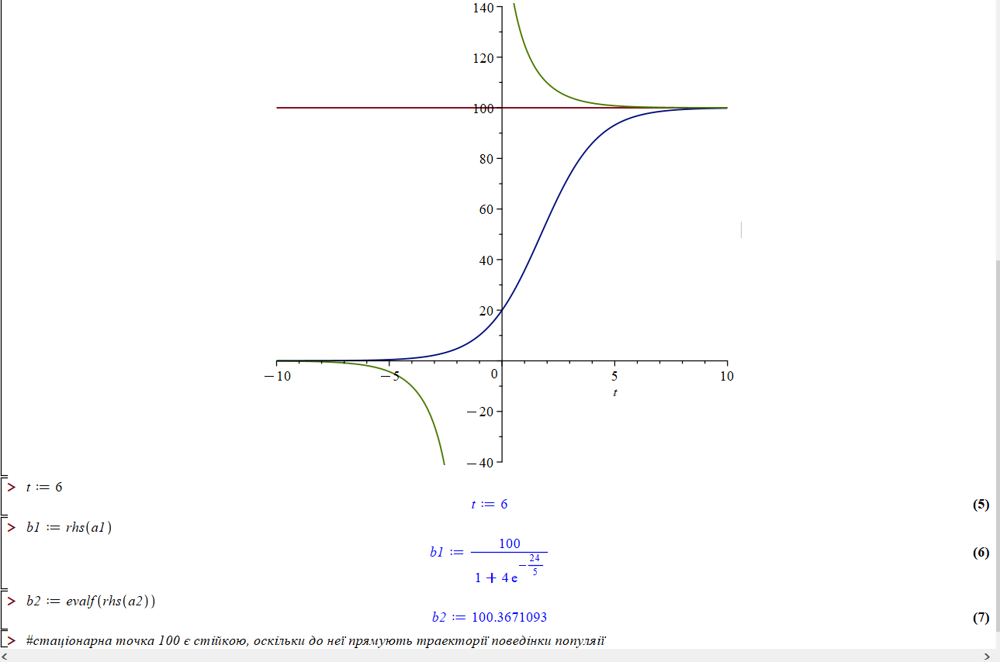 140
120
100
80
60
40
20
−10 −5 0 5 10
t
−20
−40
> t := 6
t := 6 (5)
> b1 := rhs(a1)
b1 := 100 / (1 + 4 e^(−24/5)) (6)
> b2 := evalf(rhs(a2))
b2 := 100.3671093 (7)
> #стаціонарна точка 100 є стійкою, оскільки до неї прямують траекторії поведінки популяії